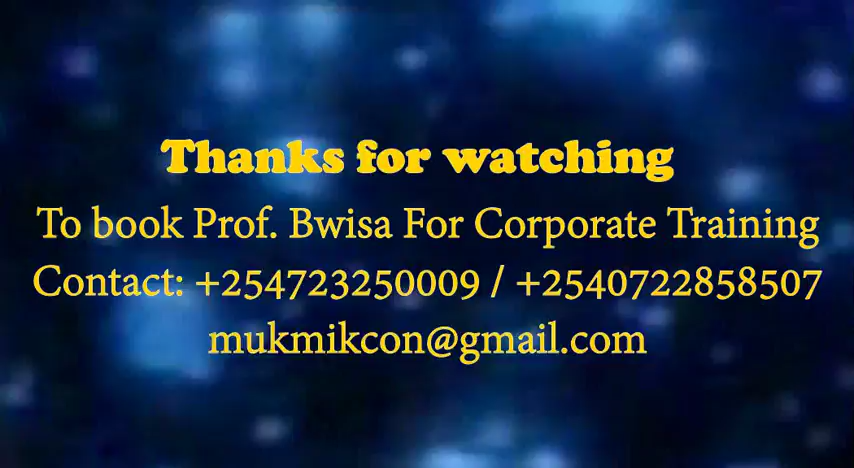 Thanks for watching
To book Prof. Bwisa For Corporate Training
Contact: +254723250009 / +2540722858507
mukmikcon@gmail.com